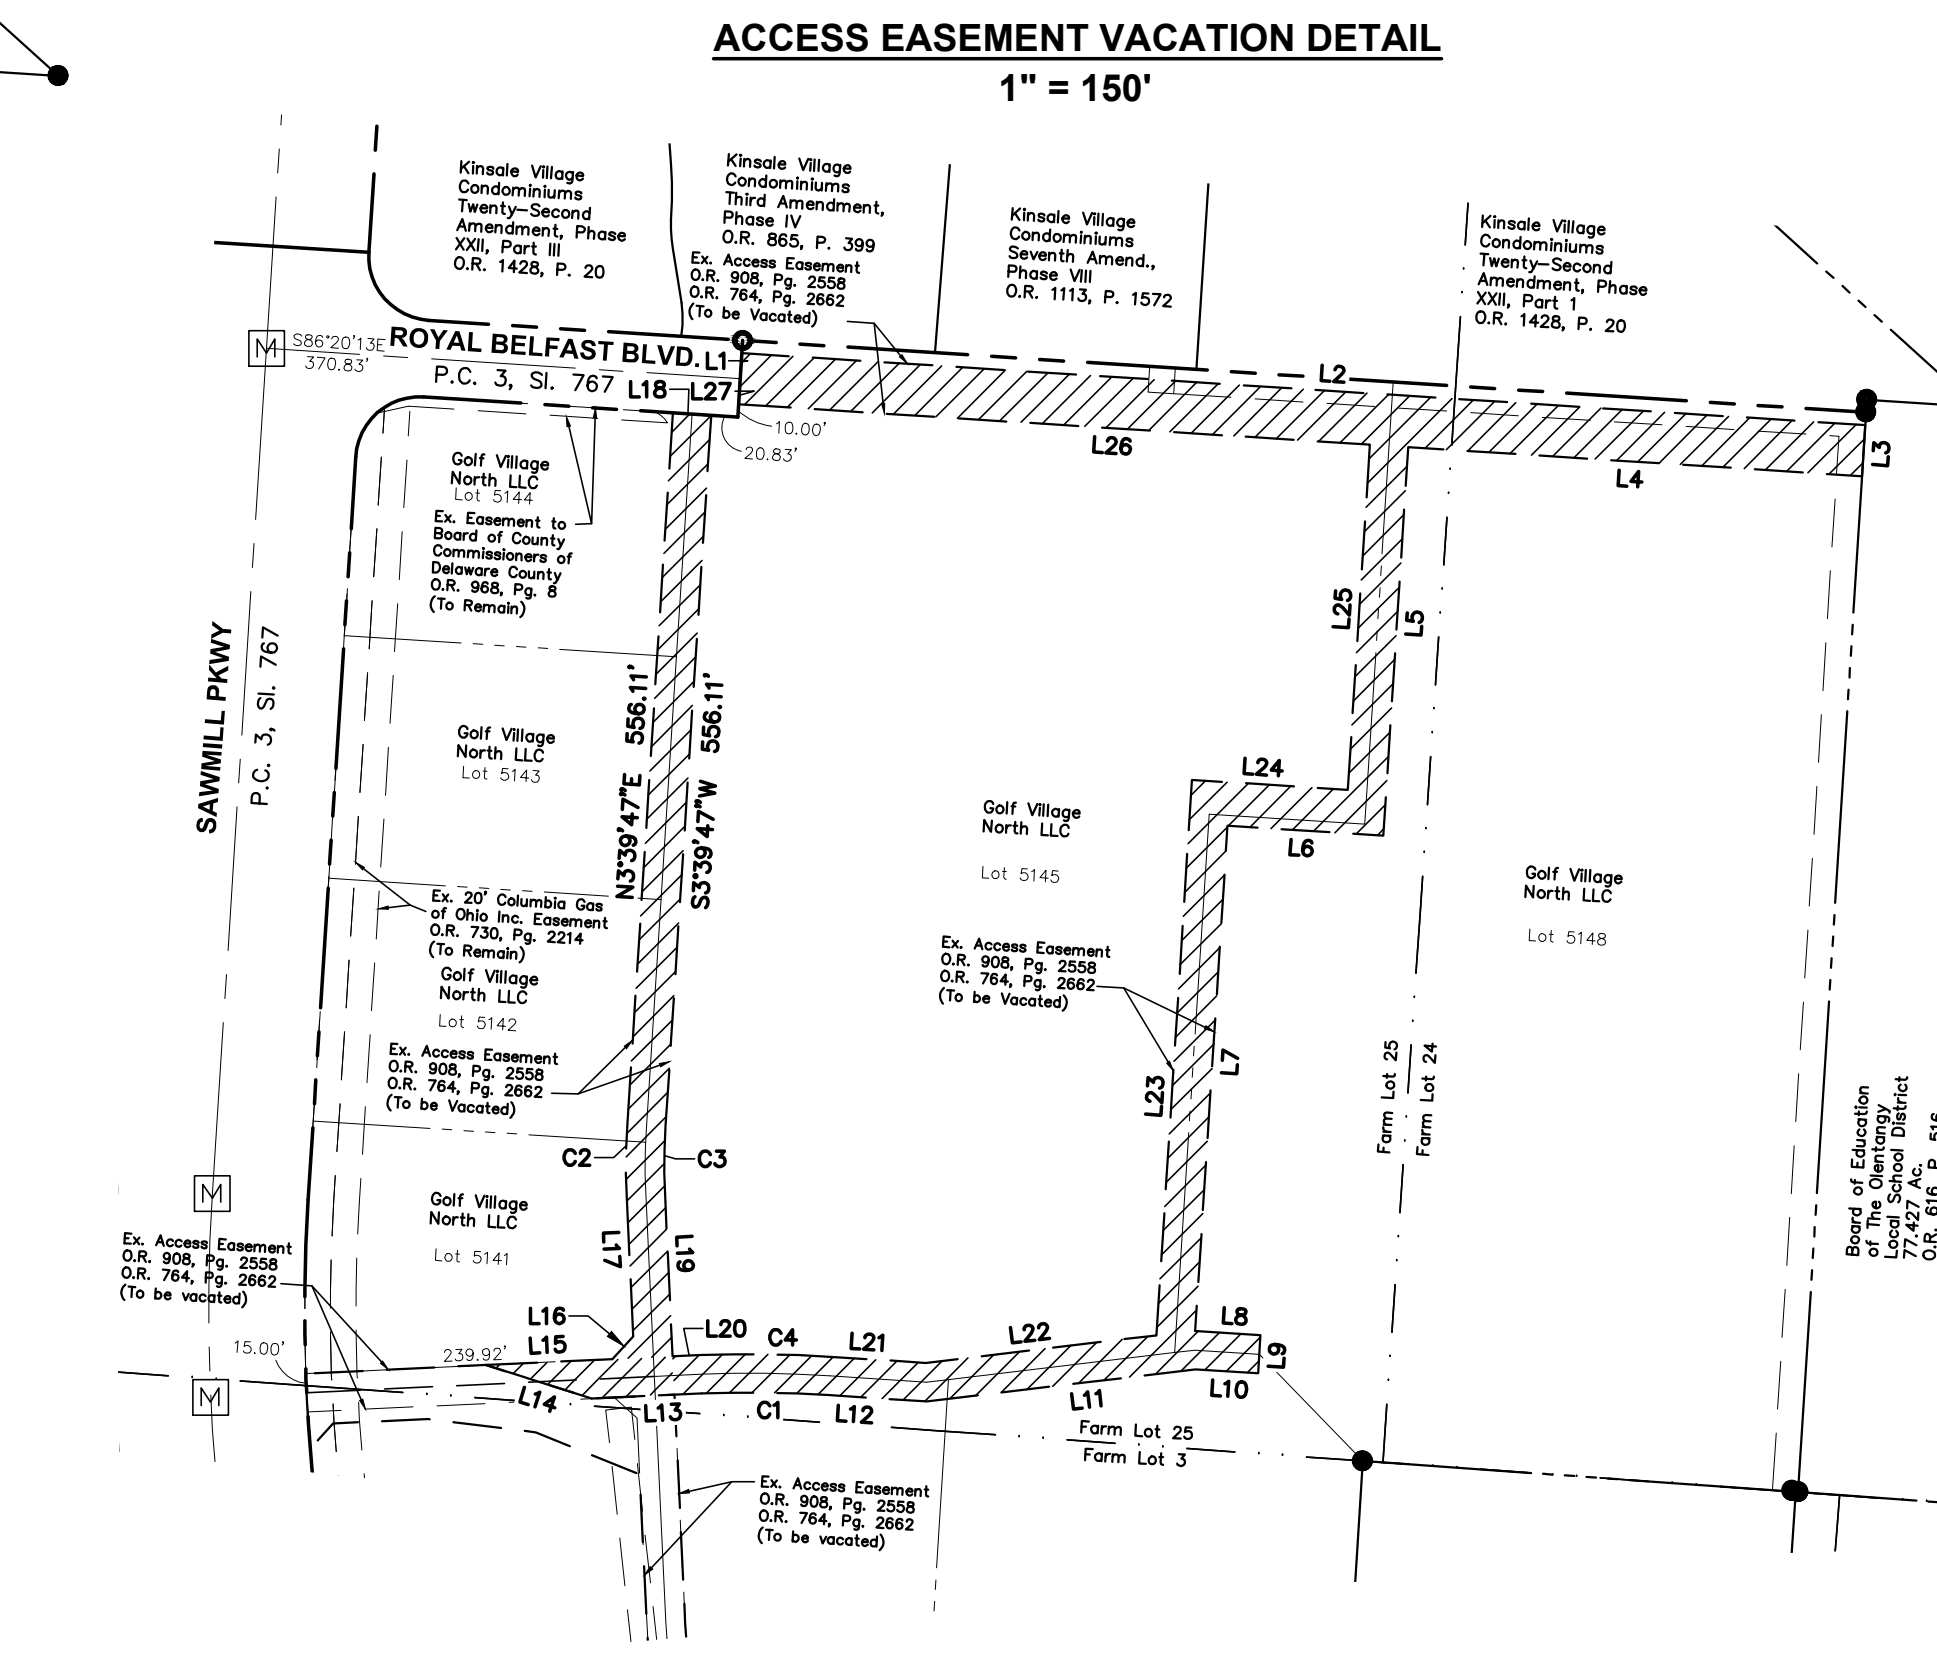 ACCESS EASEMENT VACATION DETAIL
1" = 150'
Kinsale Village
Condominiums
Twenty-Second
Amendment, Phase
XXII, Part III
O.R. 1428, P. 20
Kinsale Village
Condominiums
Third Amendment,
Phase IV
O.R. 865, P. 399
Ex. Access Easement
O.R. 908, Pg. 2558
O.R. 764, Pg. 2662
(To be Vacated)
Kinsale Village
Condominiums
Seventh Amend.,
Phase VIII
O.R. 1113, P. 1572
Kinsale Village
Condominiums
Twenty-Second
Amendment, Phase
XXII, Part 1
O.R. 1428, P. 20
M
S86°20'13E
370.83'
ROYAL BELFAST BLVD.
P.C. 3, Sl. 767
L1
L18
L27
L2
10.00'
20.83'
L26
L3
L4
Golf Village
North LLC
Lot 5144
Ex. Easement to
Board of County
Commissioners of
Delaware County
O.R. 968, Pg. 8
(To Remain)
L25
L5
SAWMILL PKWY
P.C. 3, Sl. 767
N3°39'47"E 556.11'
S3°39'47"W 556.11'
Golf Village
North LLC
Lot 5143
L24
L6
Golf Village
North LLC
Lot 5145
Golf Village
North LLC
Lot 5148
Ex. 20' Columbia Gas
of Ohio Inc. Easement
O.R. 730, Pg. 2214
(To Remain)
Golf Village
North LLC
Lot 5142
Ex. Access Easement
O.R. 908, Pg. 2558
O.R. 764, Pg. 2662
(To be Vacated)
Ex. Access Easement
O.R. 908, Pg. 2558
O.R. 764, Pg. 2662
(To be Vacated)
L23
L7
Farm Lot 25
Farm Lot 24
Board of Education
of The Olentangy
Local School District
77.427 Ac.
O.R. 616, P. 516
C2
C3
M
Golf Village
North LLC
Lot 5141
L17
L19
Ex. Access Easement
O.R. 908, Pg. 2558
O.R. 764, Pg. 2662
(To be vacated)
L16
L15
L20
C4
L21
L22
L8
L9
15.00'
239.92'
M
L14
L13
C1
L12
L11
L10
Farm Lot 25
Farm Lot 3
Ex. Access Easement
O.R. 908, Pg. 2558
O.R. 764, Pg. 2662
(To be vacated)